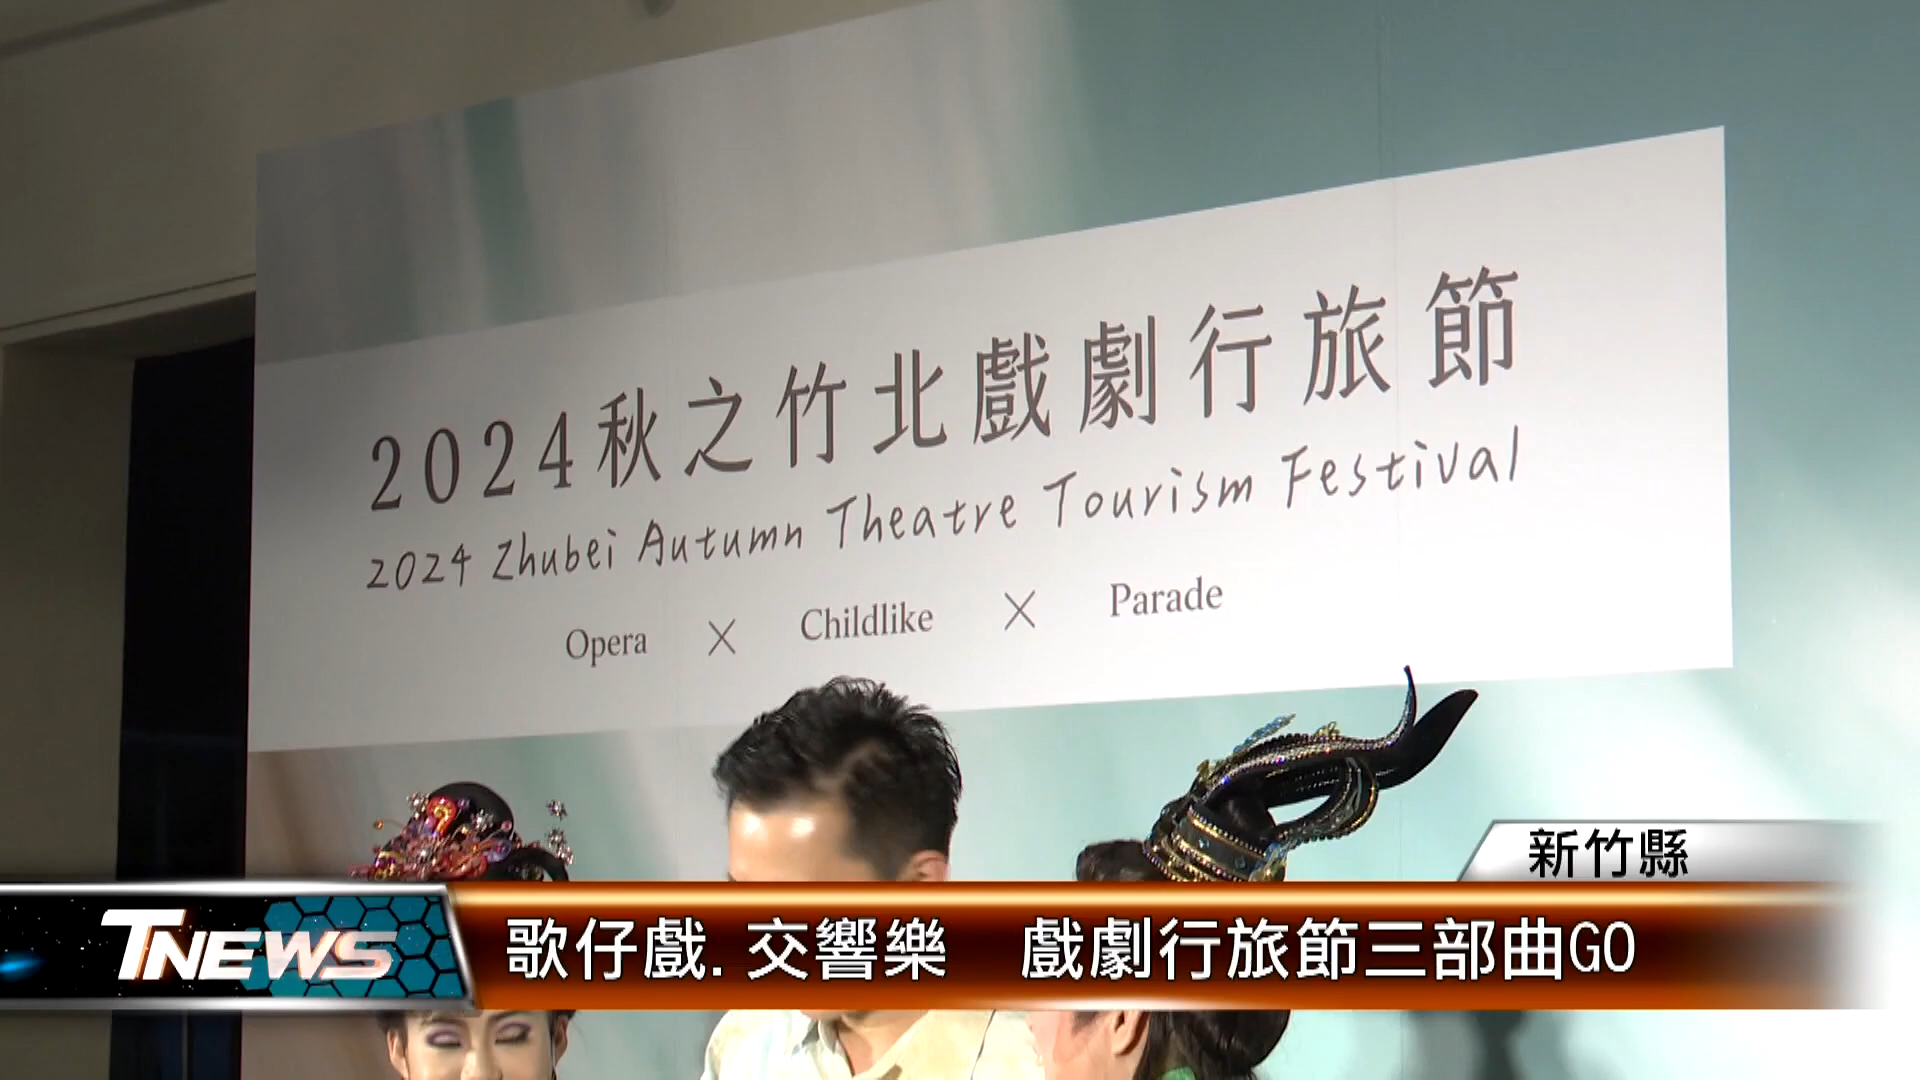 2024秋之竹北戲劇行旅節
2024 Zhubei Autumn Theatre Tourism Festival
Opera X Childlike X Parade
新竹縣
TNEWS
歌仔戲.交響樂 戲劇行旅節三部曲GO